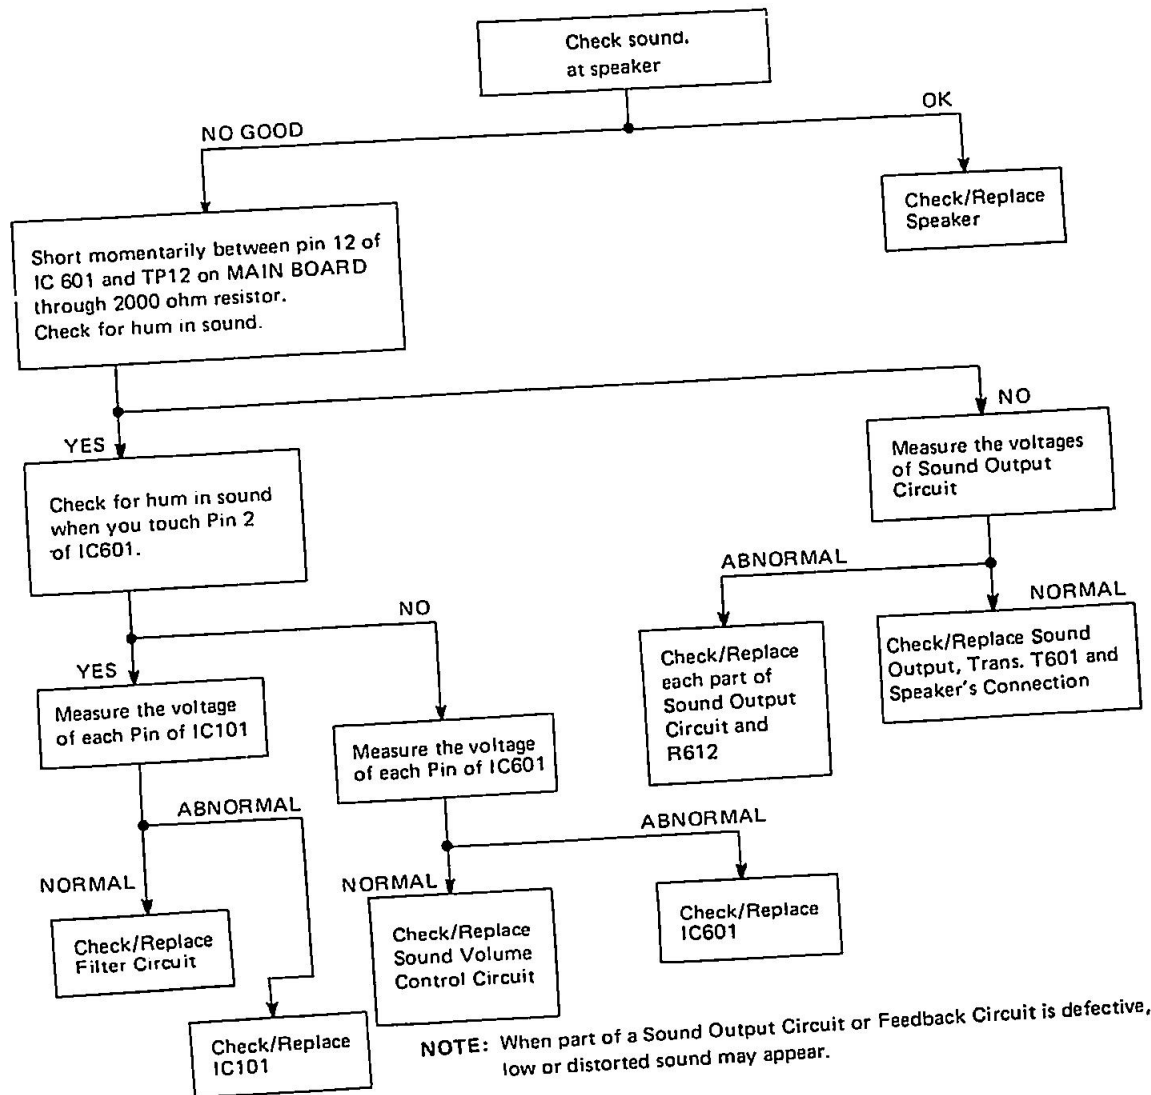 Check sound.
at speaker
NO GOOD
OK
Check/Replace
Speaker
Short momentarily between pin 12 of
IC 601 and TP12 on MAIN BOARD
through 2000 ohm resistor.
Check for hum in sound.
YES
NO
Measure the voltages
of Sound Output
Circuit
Check for hum in sound
when you touch Pin 2
of IC601.
ABNORMAL
NORMAL
Check/Replace
each part of
Sound Output
Circuit and
R612
Check/Replace Sound
Output, Trans. T601 and
Speaker's Connection
YES
NO
Measure the voltage
of each Pin of IC101
Measure the voltage
of each Pin of IC601
ABNORMAL
NORMAL
ABNORMAL
NORMAL
Check/Replace
Filter Circuit
Check/Replace
IC101
Check/Replace
Sound Volume
Control Circuit
Check/Replace
IC601
NOTE: When part of a Sound Output Circuit or Feedback Circuit is defective,
low or distorted sound may appear.